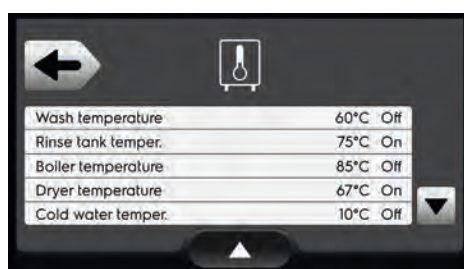 Wash temperature 60°C Off
Rinse tank temper. 75°C On
Boiler temperature 85°C Off
Dryer temperature 67°C On
Cold water temper. 10°C Off